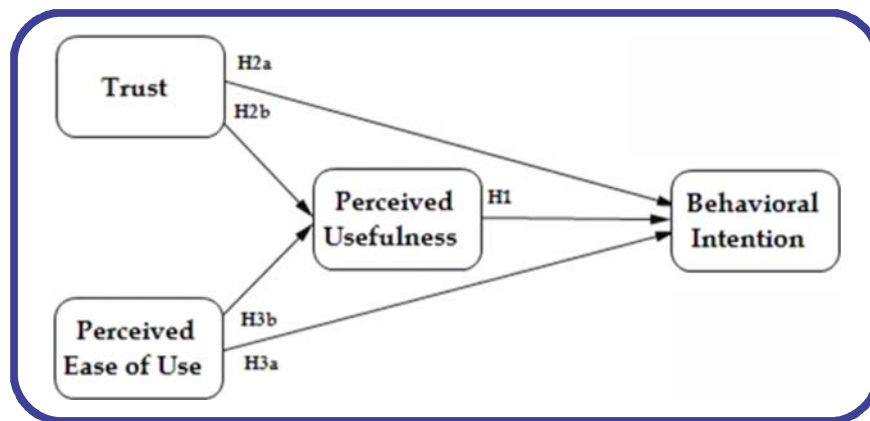 Trust
H2a
H2b
Perceived
Usefulness
H1
Behavioral
Intention
Perceived
Ease of Use
H3b
H3a